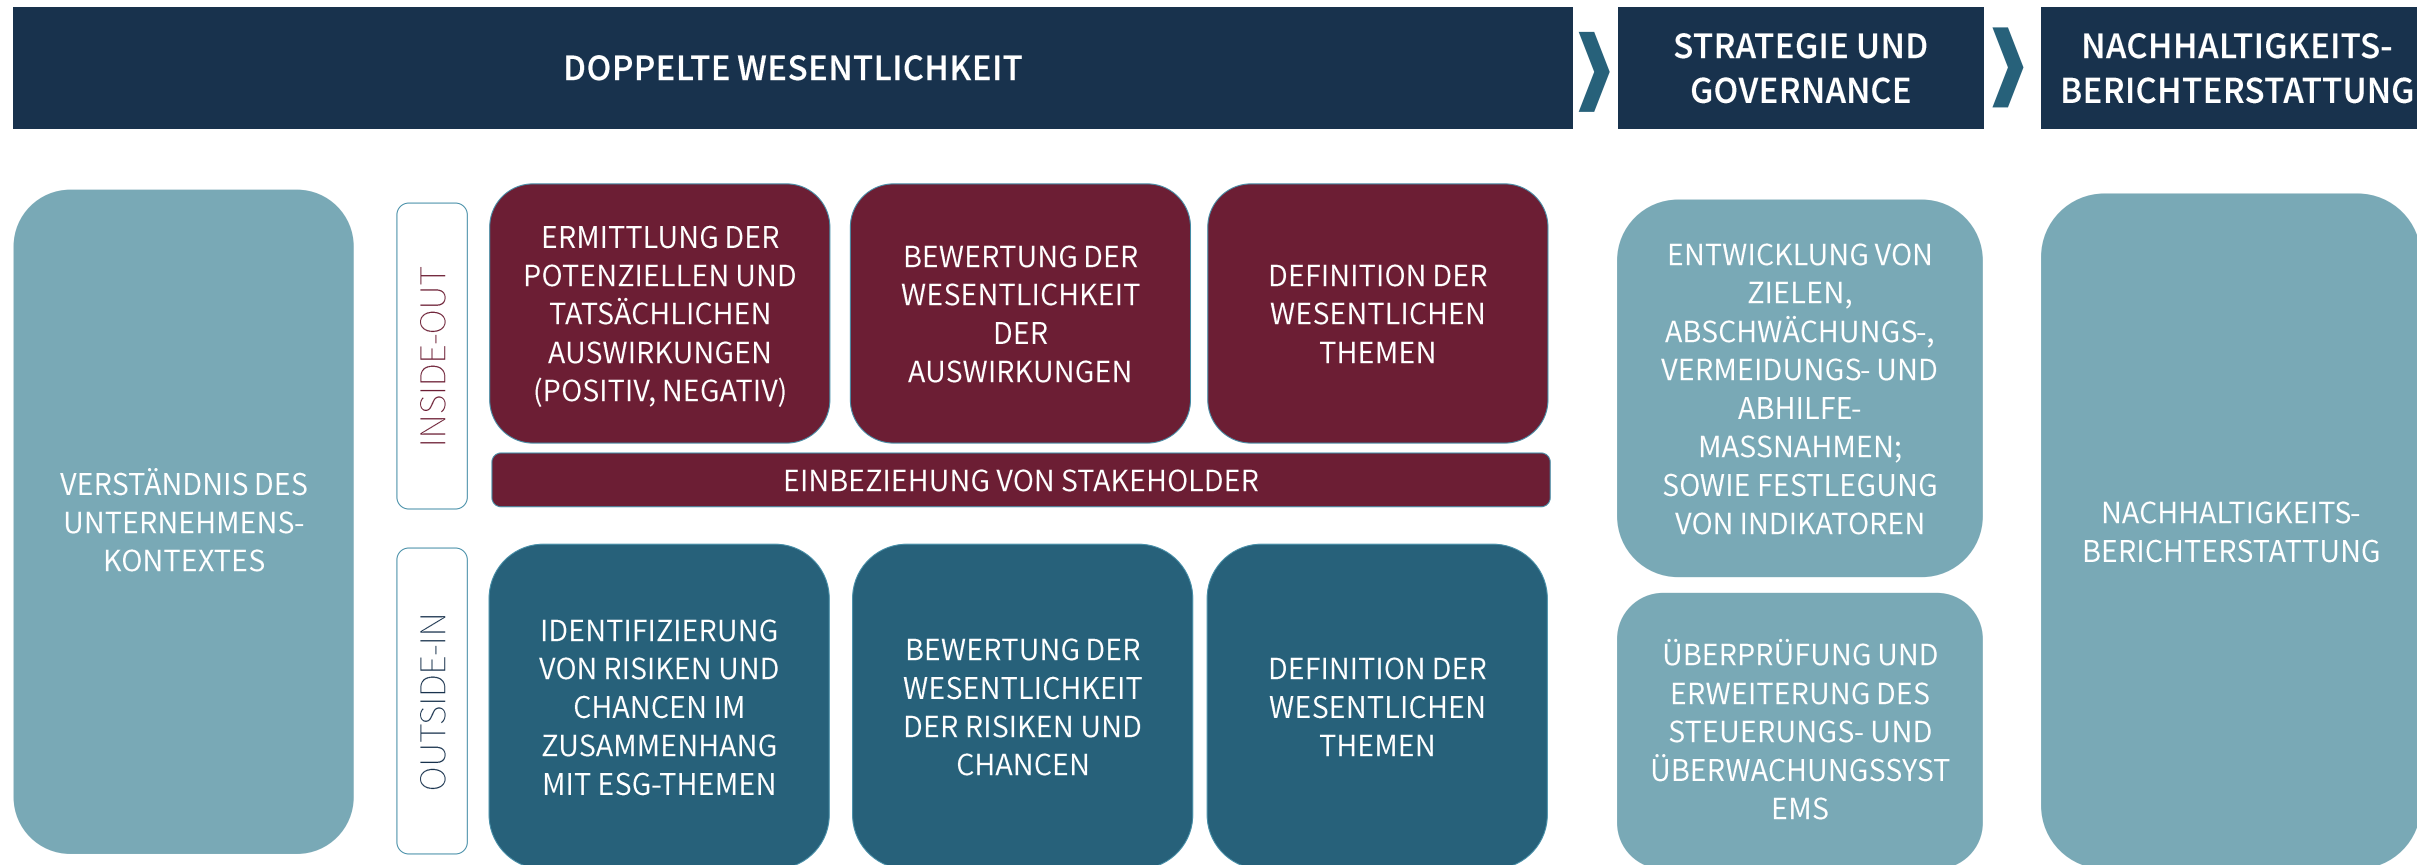 DOPPELTE WESENTLICHKEIT
STRATEGIE UND
GOVERNANCE
NACHHALTIGKEITS-
BERICHTERSTATTUNG
VERSTÄNDNIS DES
UNTERNEHMENS-
KONTEXTES
INSIDE-OUT
ERMITTLUNG DER
POTENZIELLEN UND
TATSÄCHLICHEN
AUSWIRKUNGEN
(POSITIV, NEGATIV)
BEWERTUNG DER
WESENTLICHKEIT
DER
AUSWIRKUNGEN
DEFINITION DER
WESENTLICHEN
THEMEN
EINBEZIEHUNG VON STAKEHOLDER
OUTSIDE-IN
IDENTIFIZIERUNG
VON RISIKEN UND
CHANCEN IM
ZUSAMMENHANG
MIT ESG-THEMEN
BEWERTUNG DER
WESENTLICHKEIT
DER RISIKEN UND
CHANCEN
DEFINITION DER
WESENTLICHEN
THEMEN
ENTWICKLUNG VON
ZIELEN,
ABSCHWÄCHUNGS-,
VERMEIDUNGS- UND
ABHILFE-
MASSNAHMEN;
SOWIE FESTLEGUNG
VON INDIKATOREN
ÜBERPRÜFUNG UND
ERWEITERUNG DES
STEUERUNGS- UND
ÜBERWACHUNGSSYST
EMS
NACHHALTIGKEITS-
BERICHTERSTATTUNG